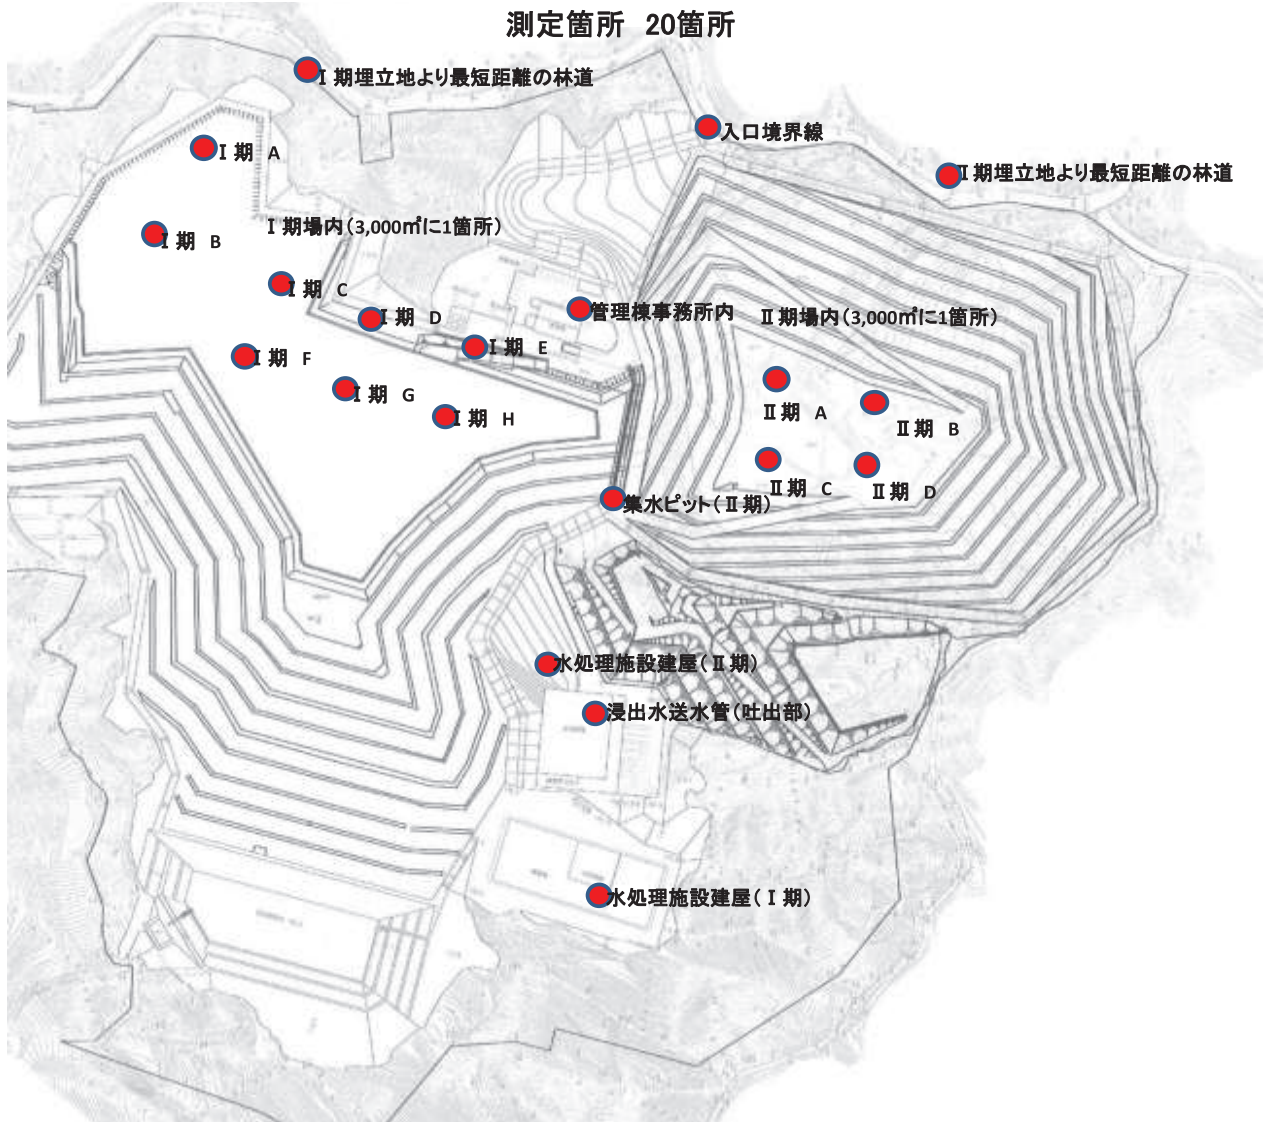 測定箇所 20箇所
Ⅰ期埋立地より最短距離の林道
入口境界線
Ⅱ期埋立地より最短距離の林道
Ⅰ期 A
Ⅰ期場内(3,000㎡に1箇所)
Ⅰ期 B
Ⅰ期 C
Ⅰ期 D
管理棟事務所内
Ⅱ期場内(3,000㎡に1箇所)
Ⅰ期 E
Ⅰ期 F
Ⅰ期 G
Ⅰ期 H
Ⅱ期 A
Ⅱ期 B
Ⅱ期 C
Ⅱ期 D
集水ピット(Ⅱ期)
水処理施設建屋(Ⅱ期)
浸出水送水管(吐出部)
水処理施設建屋(Ⅰ期)